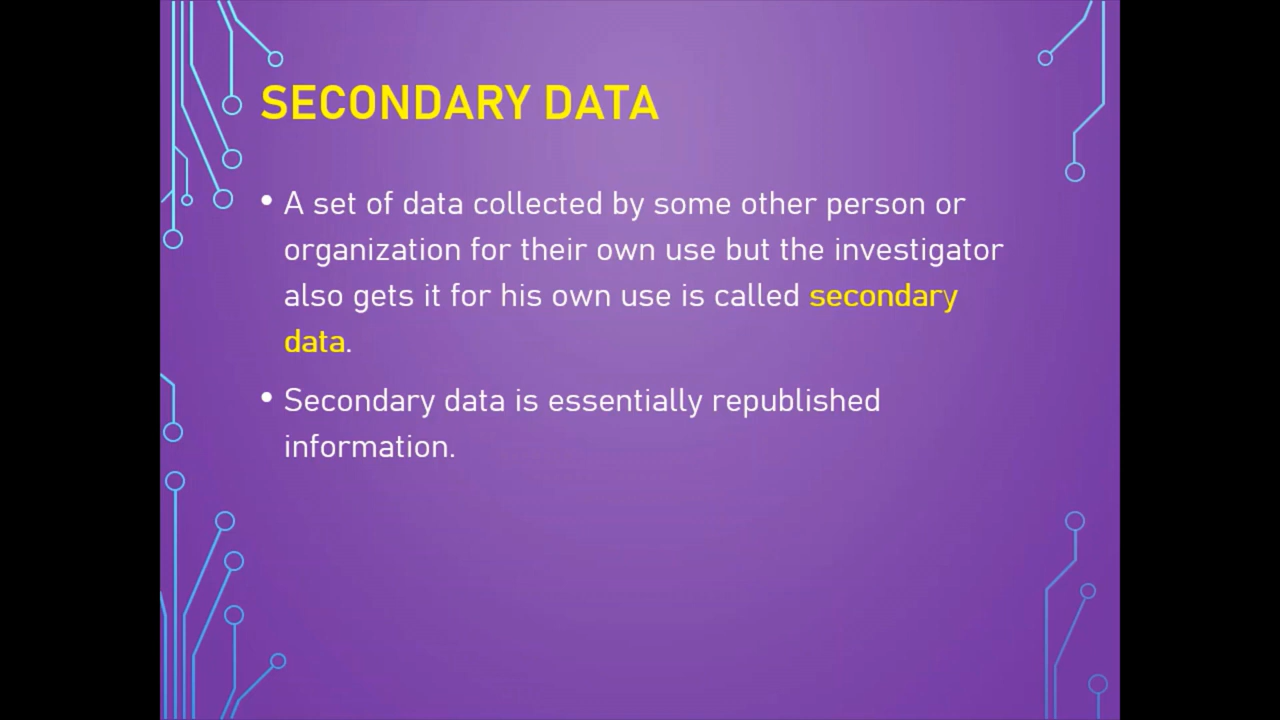 SECONDARY DATA
• A set of data collected by some other person or
organization for their own use but the investigator
also gets it for his own use is called secondary
data.
• Secondary data is essentially republished
information.